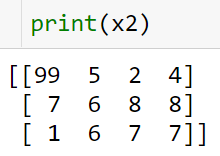 print(x2)
[[99  5  2  4]
 [ 7  6  8  8]
 [ 1  6  7  7]]